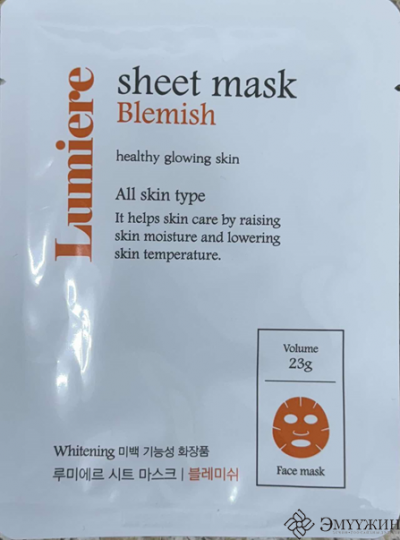 Lumiere
sheet mask
Blemish
healthy glowing skin
All skin type
It helps skin care by raising
skin moisture and lowering
skin temperature.
Volume
23g
Face mask
Whitening 미백 기능성 화장품
루미에르 시트 마스크 | 블레미쉬
ЭМҮҮЖИН